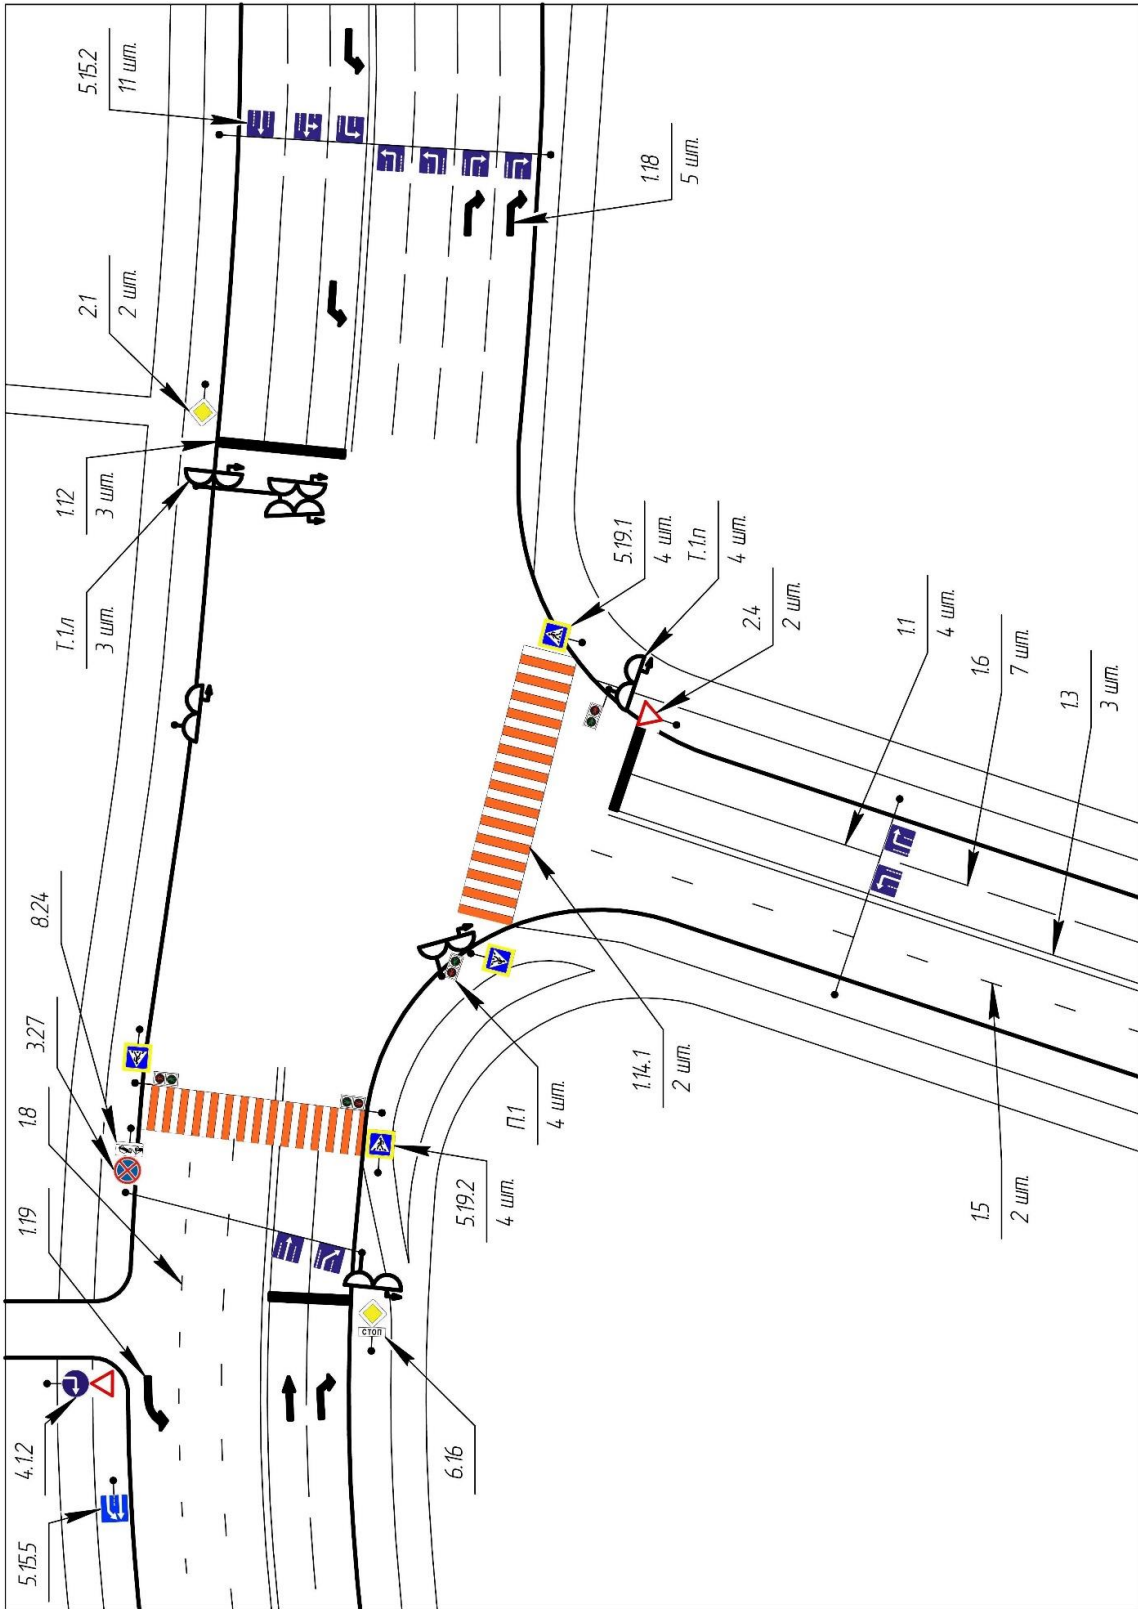 5.15.5
4.1.2
1.19
1.8
3.27
8.24
Т.1.л
3 шт.
1.12
3 шт.
2.1
2 шт.
5.15.2
11 шт.
СТОП
6.16
5.19.2
4 шт.
П.1
4 шт.
1.14.1
2 шт.
5.19.1
4 шт.
Т.1.п
4 шт.
1.18
5 шт.
2.4
2 шт.
1.1
4 шт.
1.6
7 шт.
1.3
3 шт.
1.5
2 шт.